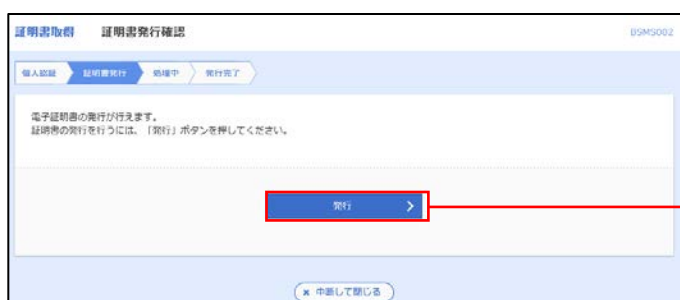 証明書取得 証明書発行確認 BSMS002
個人認証 証明書発行 処理中 発行完了
電子証明書の発行が行えます。
証明書の発行を行うには、「発行」ボタンを押してください。
発行
× 中断して閉じる